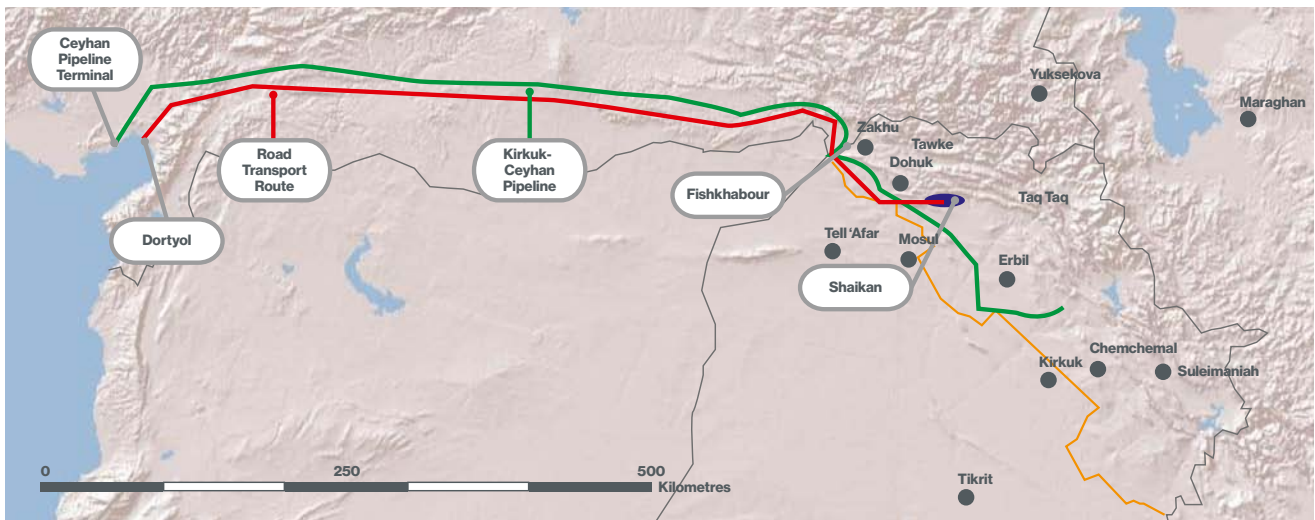 Ceyhan
Pipeline
Terminal
Yuksekova
Maraghan
Road
Transport
Route
Kirkuk-
Ceyhan
Pipeline
Zakhu
Tawke
Dohuk
Fishkhabour
Taq Taq
Dortyol
Tell ‘Afar
Mosul
Erbil
Shaikan
Chemchemal
Kirkuk
Suleimaniah
0 250 500
Kilometres
Tikrit